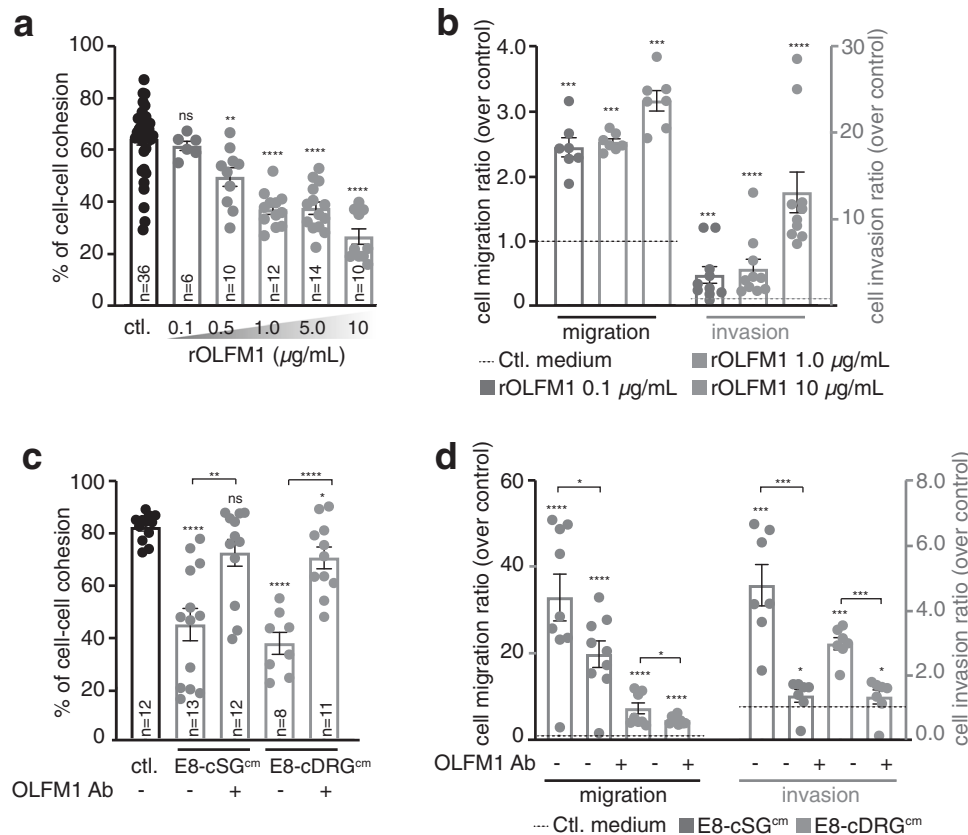 a
% of cell-cell cohesion
100
80
60
40
20
0
ns
**
****
****
****
n=36
n=6
n=10
n=12
n=14
n=10
ctl.
0.1
0.5
1.0
5.0
10
rOLFM1 (µg/mL)
b
cell migration ratio (over control)
4.0
3.0
2.0
1.0
0
cell invasion ratio (over control)
30
20
10
***
***
***
***
****
****
migration
invasion
Ctl. medium
rOLFM1 0.1 µg/mL
rOLFM1 1.0 µg/mL
rOLFM1 10 µg/mL
c
% of cell-cell cohesion
100
80
60
40
20
0
**
****
****
ns
****
*
n=12
n=13
n=12
n=8
n=11
ctl.
E8-cSGcm
E8-cDRGcm
OLFM1 Ab
-
-
+
-
+
d
cell migration ratio (over control)
60
40
20
0
cell invasion ratio (over control)
8.0
6.0
4.0
2.0
0.0
*
****
****
*
****
****
***
***
*
***
***
*
OLFM1 Ab
-
-
+
-
+
-
-
+
-
+
migration
invasion
Ctl. medium
E8-cSGcm
E8-cDRGcm